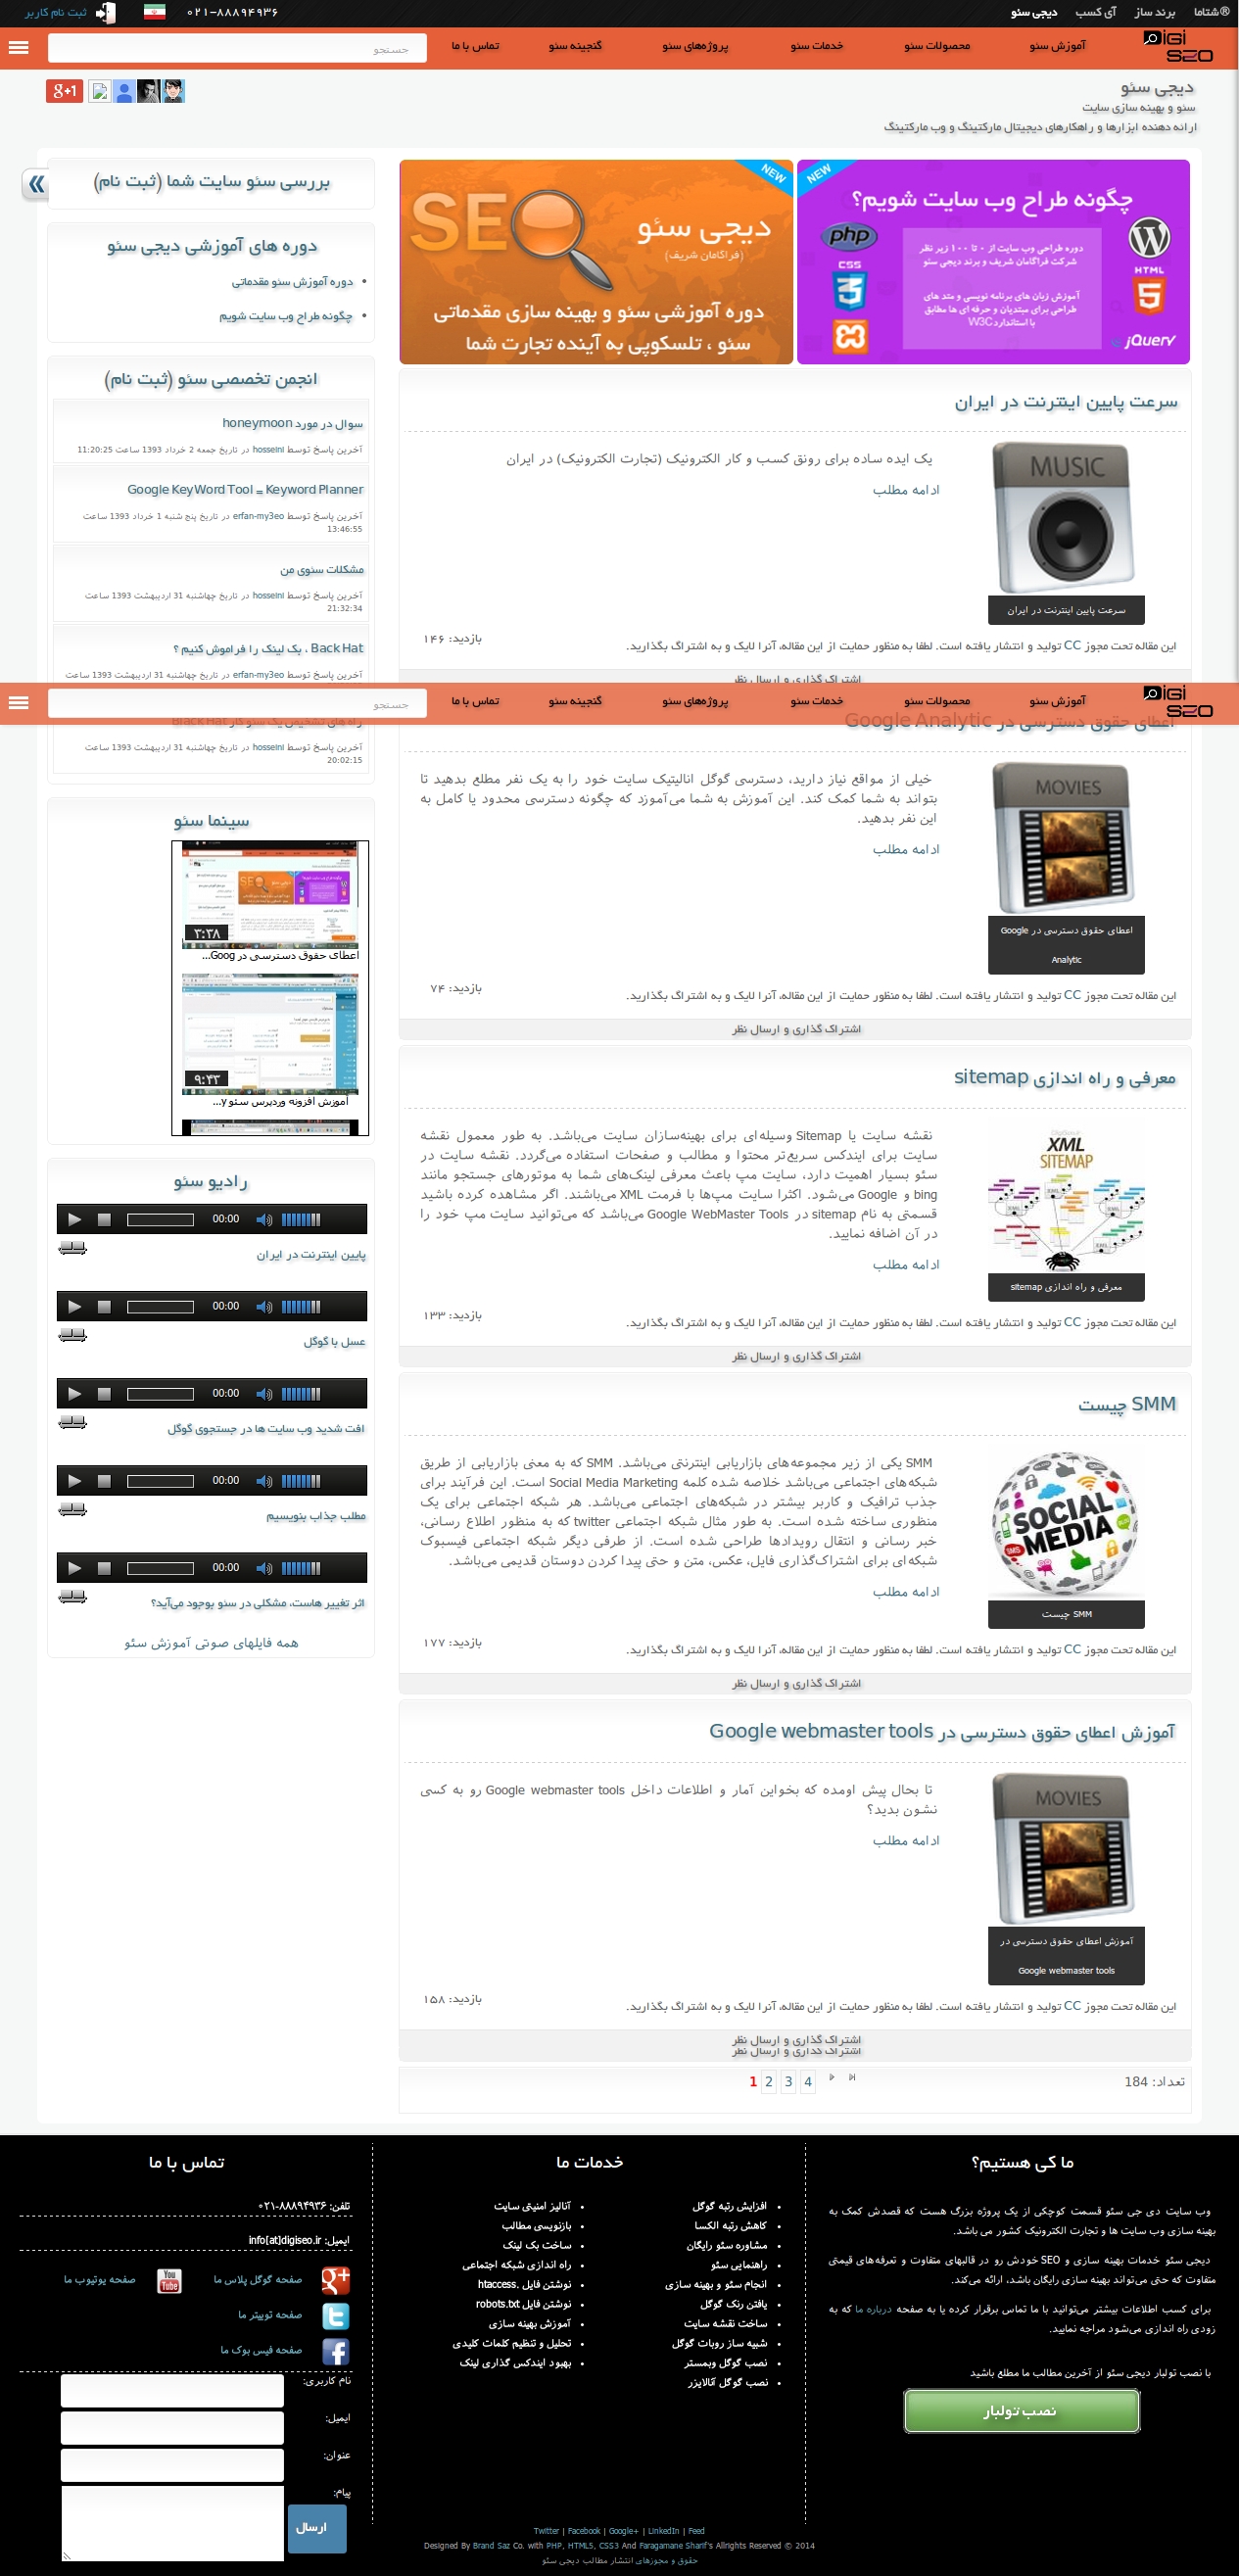 ®شتاما برند ساز آی کسب دیجی سئو
۰۲۱-۸۸۸۹۴۹۳۶
ثبت نام کاربر
DIGI SEO
آموزش سئو محصولات سئو خدمات سئو پروژه‌های سئو گنجینه سئو تماس با ما
جستجو
دیجی سئو
سئو و بهینه سازی سایت
ارائه دهنده ابزارها و راهکارهای دیجیتال مارکتینگ و وب مارکتینگ
g+1
NEW
چگونه طراح وب سایت شویم؟
php
CSS
3
دوره طراحی وب سایت از ۰ تا ۱۰۰ زیر نظر
شرکت فراگامان شریف و برند دیجی سئو
آموزش زبان های برنامه نویسی و متد های
طراحی برای مبتدیان و حرفه ای ها مطابق
با استاندارد W3C
HTML
5
jQuery
NEW
SEO
دیجی سئو
(فراگامان شریف)
دوره آموزشی سئو و بهینه سازی مقدماتی
سئو ، تلسکوپی به آینده تجارت شما
سرعت پایین اینترنت در ایران
MUSIC
یک ایده ساده برای رونق کسب و کار الکترونیک (تجارت الکترونیک) در ایران
ادامه مطلب
سرعت پایین اینترنت در ایران
این مقاله تحت مجوز CC تولید و انتشار یافته است. لطفا به منظور حمایت از این مقاله، آنرا لایک و به اشتراگ بگذارید.
بازدید: ۱۴۶
اشتراک گذاری و ارسال نظر
DIGI SEO
آموزش سئو محصولات سئو خدمات سئو پروژه‌های سئو گنجینه سئو تماس با ما
جستجو
اعطای حقوق دسترسی در Google Analytic
MOVIES
خیلی از مواقع نیاز دارید، دسترسی گوگل انالیتیک سایت خود را به یک نفر مطلع بدهید تا
بتواند به شما کمک کند. این آموزش به شما می‌آموزد که چگونه دسترسی محدود یا کامل به
این نفر بدهید.
ادامه مطلب
اعطای حقوق دسترسی در Google
Analytic
این مقاله تحت مجوز CC تولید و انتشار یافته است. لطفا به منظور حمایت از این مقاله، آنرا لایک و به اشتراگ بگذارید.
بازدید: ۷۴
اشتراک گذاری و ارسال نظر
معرفی و راه اندازی sitemap
XML
SITEMAP
نقشه سایت یا Sitemap وسیله‌ای برای بهینه‌سازان سایت می‌باشد. به طور معمول نقشه
سایت برای ایندکس سریع‌تر محتوا و مطالب و صفحات استفاده می‌گردد. نقشه سایت در
سئو بسیار اهمیت دارد، سایت مپ باعث معرفی لینک‌های شما به موتورهای جستجو مانند
bing و Google می‌شود. اکثرا سایت مپ‌ها با فرمت XML می‌باشند. اگر مشاهده کرده باشید
قسمتی به نام sitemap در Google WebMaster Tools می‌باشد که می‌توانید سایت مپ خود را
در آن اضافه نمایید.
ادامه مطلب
معرفی و راه اندازی sitemap
این مقاله تحت مجوز CC تولید و انتشار یافته است. لطفا به منظور حمایت از این مقاله، آنرا لایک و به اشتراگ بگذارید.
بازدید: ۱۳۳
اشتراک گذاری و ارسال نظر
SMM چیست
SOCIAL
MEDIA
SMM یکی از زیر مجموعه‌های بازاریابی اینترنتی می‌باشد. SMM که به معنی بازاریابی از طریق
شبکه‌های اجتماعی می‌باشد خلاصه شده کلمه Social Media Marketing است. این فرآیند برای
جذب ترافیک و کاربر بیشتر در شبکه‌های اجتماعی می‌باشد. هر شبکه اجتماعی برای یک
منظوری ساخته شده است. به طور مثال شبکه اجتماعی twitter که به منظور اطلاع رسانی،
خبر رسانی و انتقال رویدادها طراحی شده است. از طرفی دیگر شبکه اجتماعی فیسبوک
شبکه‌ای برای اشتراک‌گذاری فایل، عکس، متن و حتی پیدا کردن دوستان قدیمی می‌باشد.
ادامه مطلب
SMM چیست
این مقاله تحت مجوز CC تولید و انتشار یافته است. لطفا به منظور حمایت از این مقاله، آنرا لایک و به اشتراگ بگذارید.
بازدید: ۱۷۷
اشتراک گذاری و ارسال نظر
آموزش اعطای حقوق دسترسی در Google webmaster tools
MOVIES
تا بحال پیش اومده که بخواین آمار و اطلاعات داخل Google webmaster tools رو به کسی
نشون بدید؟
ادامه مطلب
آموزش اعطای حقوق دسترسی در
Google webmaster tools
این مقاله تحت مجوز CC تولید و انتشار یافته است. لطفا به منظور حمایت از این مقاله، آنرا لایک و به اشتراگ بگذارید.
بازدید: ۱۵۸
اشتراک گذاری و ارسال نظر
اشتراک گذاری و ارسال نظر
تعداد: 184
1 2 3 4
بررسی سئو سایت شما (ثبت نام)
دوره های آموزشی دیجی سئو
دوره آموزش سئو مقدماتی
چگونه طراح وب سایت شویم
انجمن تخصصی سئو (ثبت نام)
سوال در مورد honeymoon
آخرین پاسخ توسط hosseini در تاریخ جمعه 2 خرداد 1393 ساعت 11:20:25
Google KeyWord Tool = Keyword Planner
آخرین پاسخ توسط erfan-my3eo در تاریخ پنج شنبه 1 خرداد 1393 ساعت
13:46:55
مشکلات سئوی من
آخرین پاسخ توسط hosseini در تاریخ چهاشنبه 31 اردیبهشت 1393 ساعت
21:32:34
Back Hat ، بک لینک را فراموش کنیم ؟
آخرین پاسخ توسط erfan-my3eo در تاریخ چهاشنبه 31 اردیبهشت 1393 ساعت
راه های تشخیص یک سئو کار Black Hat
آخرین پاسخ توسط hosseini در تاریخ چهاشنبه 31 اردیبهشت 1393 ساعت
20:02:15
سینما سئو
۳:۳۸
اعطای حقوق دسترسی در Goog...
۹:۴۳
آموزش افزونه وردپرس سئو y...
رادیو سئو
00:00
پایین اینترنت در ایران
00:00
عسل با گوگل
00:00
افت شدید وب سایت ها در جستجوی گوگل
00:00
مطلب جذاب بنویسیم
00:00
اثر تغییر هاست، مشکلی در سئو بوجود می‌آید؟
همه فایلهای صوتی آموزش سئو
ما کی هستیم؟
وب سایت دی جی سئو قسمت کوچکی از یک پروژه بزرگ هست که قصدش کمک به
بهینه سازی وب سایت ها و تجارت الکترونیک کشور می باشد.
دیجی سئو خدمات بهینه سازی و SEO خودش رو در قالبهای متفاوت و تعرفه‌های قیمتی
متفاوت که حتی می‌تواند بهینه سازی رایگان باشد، ارائه می‌کند.
برای کسب اطلاعات بیشتر می‌توانید با ما تماس برقرار کرده یا به صفحه درباره ما که به
زودی راه اندازی می‌شود مراجعه نمایید.
با نصب تولبار دیجی سئو از آخرین مطالب ما مطلع باشید
نصب تولبار
خدمات ما
افزایش رتبه گوگل
کاهش رتبه الکسا
مشاوره سئو رایگان
راهنمایی سئو
انجام سئو و بهینه سازی
یافتن رنک گوگل
ساخت نقشه سایت
شبیه ساز روبات گوگل
نصب گوگل وبمستر
نصب گوگل آنالایزر
آنالیز امنیتی سایت
بازنویسی مطالب
ساخت بک لینک
راه اندازی شبکه اجتماعی
نوشتن فایل .htaccess
نوشتن فایل robots.txt
آموزش بهینه سازی
تحلیل و تنظیم کلمات کلیدی
بهبود ایندکس گذاری لینک
تماس با ما
تلفن: ۰۲۱-۸۸۸۹۴۹۳۶
ایمیل: info[at]digiseo.ir
صفحه گوگل پلاس ما
You Tube
صفحه یوتیوب ما
صفحه توییتر ما
صفحه فیس بوک ما
نام کاربری:
ایمیل:
عنوان:
پیام:
ارسال
Twitter | Facebook | Google+ | LinkedIn | Feed
Designed By Brand Saz Co. with PHP, HTML5, CSS3 And Faragamane Sharif's Allrights Reserved © 2014
حقوق و مجوزهای انتشار مطالب دیجی سئو